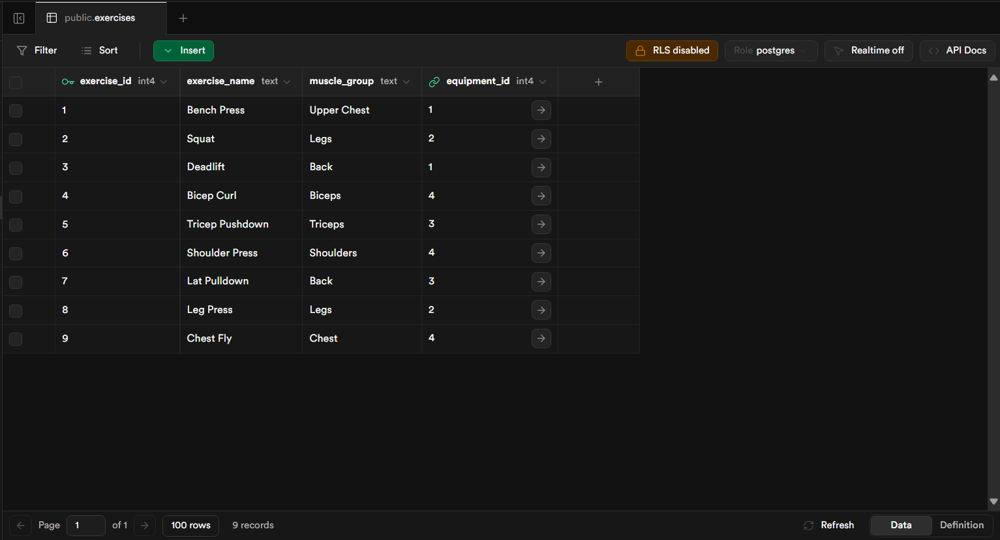 public.exercises
Filter Sort Insert RLS disabled Role postgres Realtime off API Docs
exercise_id int4 exercise_name text muscle_group text equipment_id int4
1 Bench Press Upper Chest 1
2 Squat Legs 2
3 Deadlift Back 1
4 Bicep Curl Biceps 4
5 Tricep Pushdown Triceps 3
6 Shoulder Press Shoulders 4
7 Lat Pulldown Back 3
8 Leg Press Legs 2
9 Chest Fly Chest 4
Page 1 of 1 100 rows 9 records Refresh Data Definition